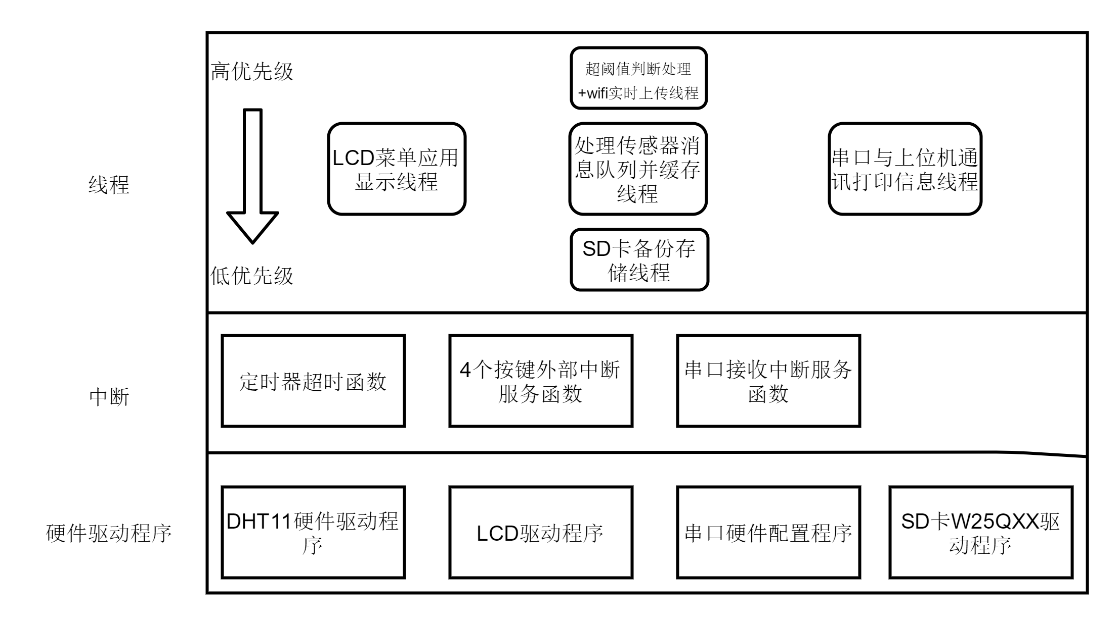 高优先级
超阈值判断处理
+wifi实时上传线程
LCD菜单应用
显示线程
处理传感器消
息队列并缓存
线程
串口与上位机通
讯打印信息线程
线程
低优先级
SD卡备份存
储线程
定时器超时函数
4个按键外部中断
服务函数
串口接收中断服务
函数
中断
DHT11硬件驱动程
序
LCD驱动程序
串口硬件配置程序
SD卡W25QXX驱
动程序
硬件驱动程序